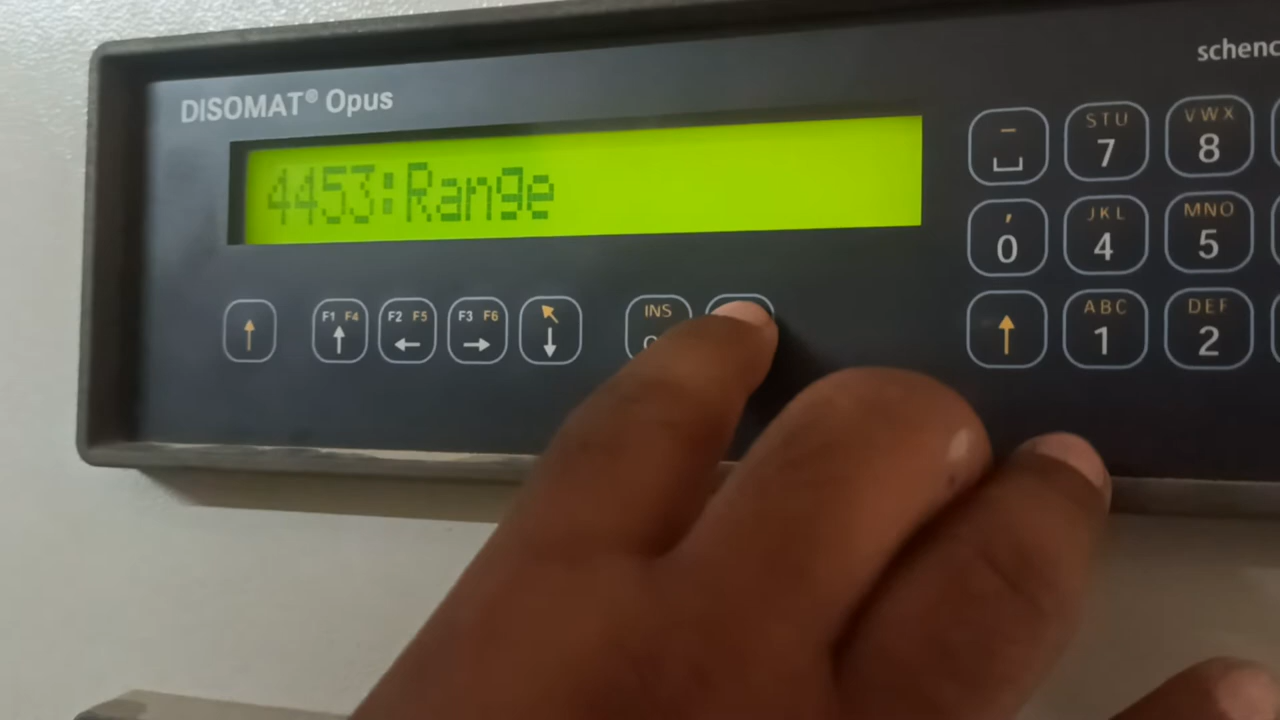 schenc
DISOMAT® Opus
4453:Range
STU
7
VWX
8
,
0
JKL
4
MNO
5
ABC
1
DEF
2
F1 F4
F2 F5
F3 F6
INS